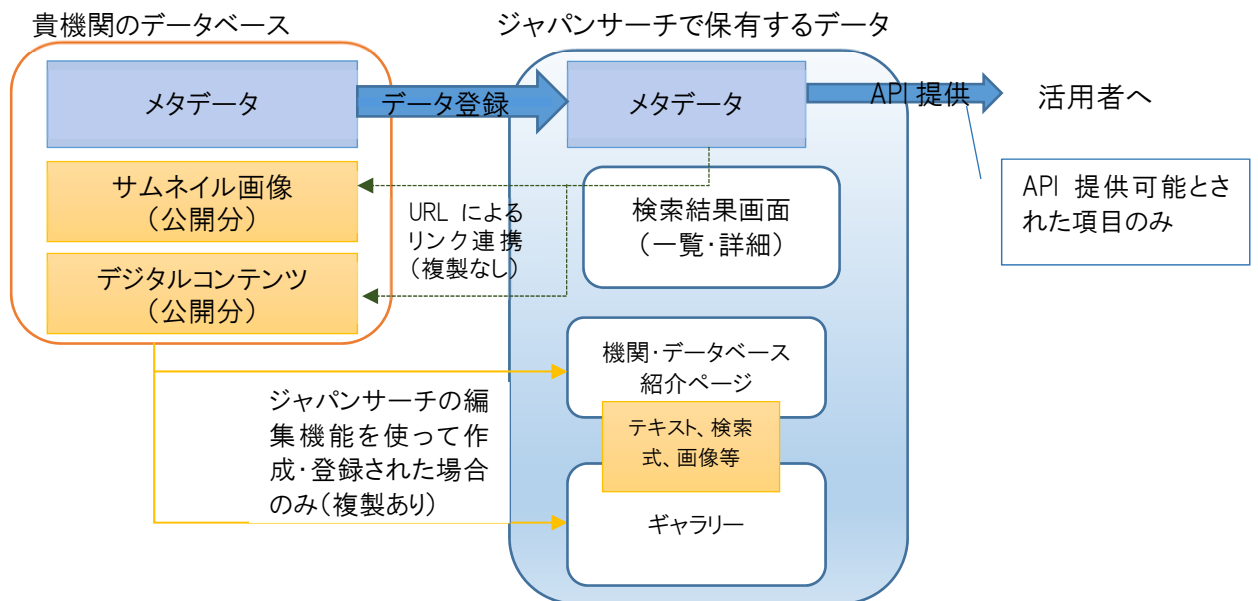 貴機関のデータベース
ジャパンサーチで保有するデータ
メタデータ
データ登録
メタデータ
API 提供
活用者へ
サムネイル画像
(公開分)
デジタルコンテンツ
(公開分)
URL による
リンク連携
(複製なし)
検索結果画面
(一覧・詳細)
API 提供可能とさ
れた項目のみ
機関・データベース
紹介ページ
テキスト、検索
式、画像等
ギャラリー
ジャパンサーチの編
集機能を使って作
成・登録された場合
のみ(複製あり)